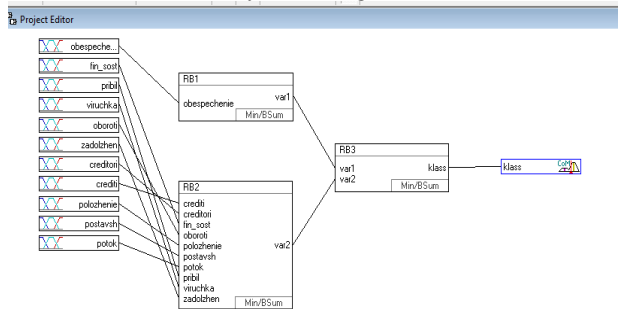 Project Editor
obespeche...
fin_sost
pribil
viruchka
oboroti
zadolzhen
creditori
crediti
polozhenie
postavsh
potok
RB1
obespechenie
var1
Min/BSum
RB2
crediti
creditori
fin_sost
oboroti
polozhenie
postavsh
potok
pribil
viruchka
zadolzhen
var2
Min/BSum
RB3
var1
var2
klass
Min/BSum
klass
CoM